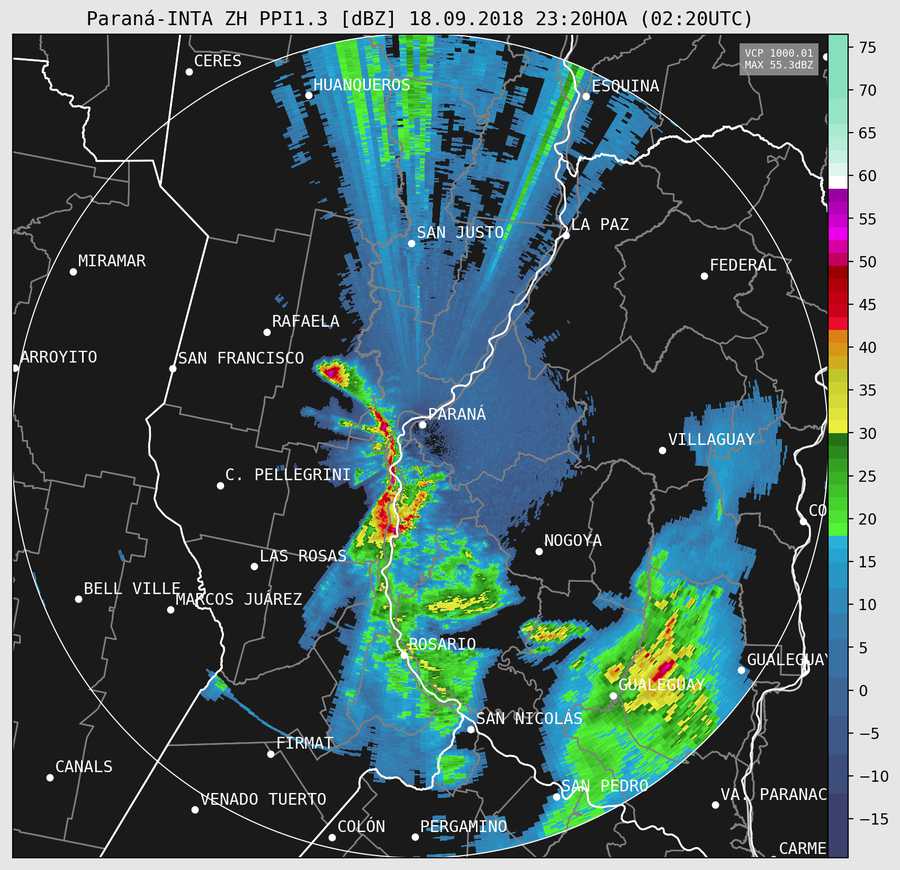 Paraná-INTA ZH PPI1.3 [dBZ] 18.09.2018 23:20HOA (02:20UTC)
VCP 1000.01
MAX 55.3dBZ
CERES
HUANQUEROS
ESQUINA
SAN JUSTO
LA PAZ
MIRAMAR
FEDERAL
RAFAELA
ARROYITO
SAN FRANCISCO
PARANÁ
VILLAGUAY
C. PELLEGRINI
CO
NOGOYA
LAS ROSAS
BELL VILLE
MARCOS JUÁREZ
ROSARIO
GUALEGUAY
GUALEGUAY
SAN NICOLÁS
FIRMAT
CANALS
SAN PEDRO
VENADO TUERTO
VA. PARANAC
COLÓN
PERGAMINO
CARME
75
70
65
60
55
50
45
40
35
30
25
20
15
10
5
0
−5
−10
−15